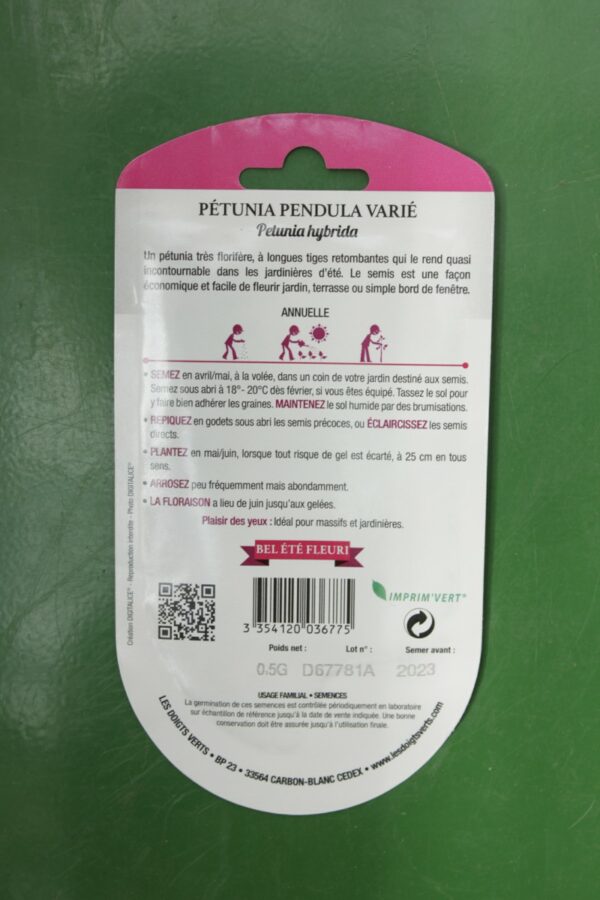 PÉTUNIA PENDULA VARIÉ
Petunia hybrida
Un pétunia très florifère, à longues tiges retombantes qui le rend quasi
incontournable dans les jardinières d'été. Le semis est une façon
économique et facile de fleurir jardin, terrasse ou simple bord de fenêtre.
ANNUELLE
• SEMEZ en avril/mai, à la volée, dans un coin de votre jardin destiné aux semis.
Semez sous abri à 18°- 20°C dès février, si vous êtes équipé. Tassez le sol pour
y faire bien adhérer les graines. MAINTENEZ le sol humide par des brumisations.
• REPIQUEZ en godets sous abri les semis précoces, ou ÉCLAIRCISSEZ les semis
directs.
• PLANTEZ en mai/juin, lorsque tout risque de gel est écarté, à 25 cm en tous
sens.
• ARROSEZ peu fréquemment mais abondamment.
• LA FLORAISON a lieu de juin jusqu'aux gelées.
Plaisir des yeux : Idéal pour massifs et jardinières.
BEL ÉTÉ FLEURI
Création DIGITALICE® - Reproduction interdite - Photo DIGITALICE®
IMPRIM'VERT®
3 354120 036775
Poids net : Lot n° : Semer avant :
0.5G D67781A 2023
USAGE FAMILIAL • SEMENCES
La germination de ces semences est contrôlée périodiquement en laboratoire
sur échantillon de référence jusqu'à la date de vente indiquée. Une bonne
conservation doit être assurée jusqu'à l'utilisation finale.
LES DOIGTS VERTS • BP 23 • 33564 CARBON-BLANC CEDEX • www.lesdoigtsverts.com